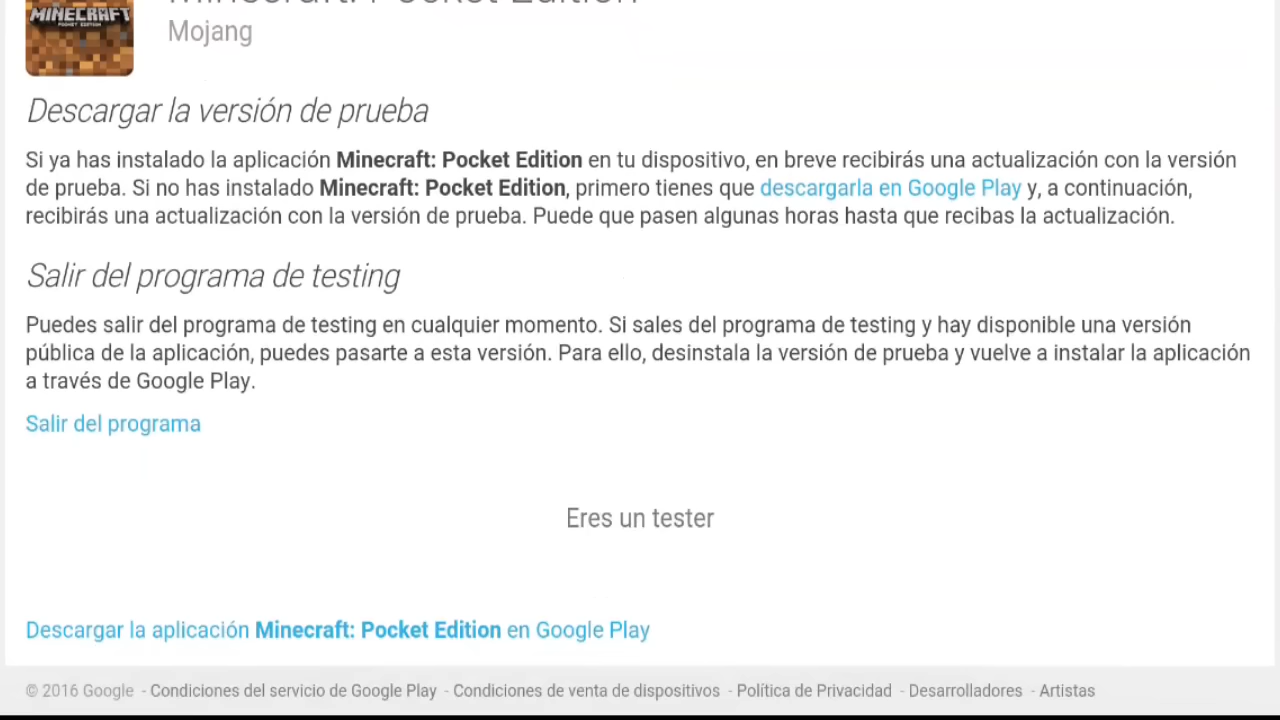 MINECRAFT
POCKET EDITION
Minecraft: Pocket Edition
Mojang
Descargar la versión de prueba
Si ya has instalado la aplicación Minecraft: Pocket Edition en tu dispositivo, en breve recibirás una actualización con la versión
de prueba. Si no has instalado Minecraft: Pocket Edition, primero tienes que descargarla en Google Play y, a continuación,
recibirás una actualización con la versión de prueba. Puede que pasen algunas horas hasta que recibas la actualización.
Salir del programa de testing
Puedes salir del programa de testing en cualquier momento. Si sales del programa de testing y hay disponible una versión
pública de la aplicación, puedes pasarte a esta versión. Para ello, desinstala la versión de prueba y vuelve a instalar la aplicación
a través de Google Play.
Salir del programa
Eres un tester
Descargar la aplicación Minecraft: Pocket Edition en Google Play
© 2016 Google - Condiciones del servicio de Google Play - Condiciones de venta de dispositivos - Política de Privacidad - Desarrolladores - Artistas